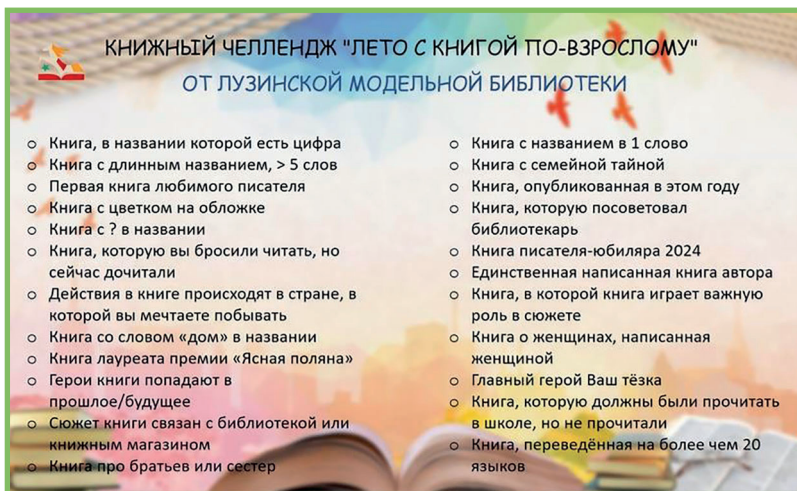 КНИЖНЫЙ ЧЕЛЛЕНДЖ "ЛЕТО С КНИГОЙ ПО-ВЗРОСЛОМУ"
ОТ ЛУЗИНСКОЙ МОДЕЛЬНОЙ БИБЛИОТЕКИ
○ Книга, в названии которой есть цифра
○ Книга с длинным названием, > 5 слов
○ Первая книга любимого писателя
○ Книга с цветком на обложке
○ Книга с ? в названии
○ Книга, которую вы бросили читать, но
сейчас дочитали
○ Действия в книге происходят в стране, в
которой вы мечтаете побывать
○ Книга со словом «дом» в названии
○ Книга лауреата премии «Ясная поляна»
○ Герои книги попадают в
прошлое/будущее
○ Сюжет книги связан с библиотекой или
книжным магазином
○ Книга про братьев или сестер
○ Книга с названием в 1 слово
○ Книга с семейной тайной
○ Книга, опубликованная в этом году
○ Книга, которую посоветовал
библиотекарь
○ Книга писателя-юбиляра 2024
○ Единственная написанная книга автора
○ Книга, в которой книга играет важную
роль в сюжете
○ Книга о женщинах, написанная
женщиной
○ Главный герой Ваш тёзка
○ Книга, которую должны были прочитать
в школе, но не прочитали
○ Книга, переведённая на более чем 20
языков